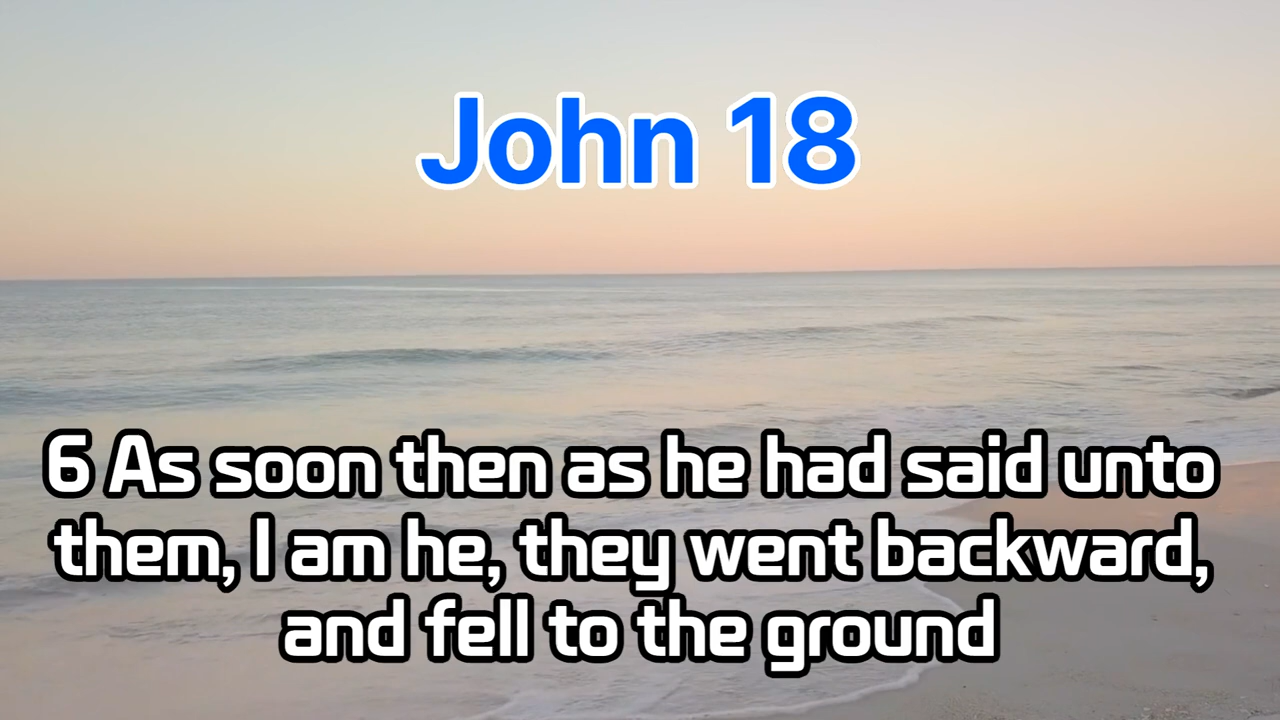 John 18
6 As soon then as he had said unto
them, I am he, they went backward,
and fell to the ground